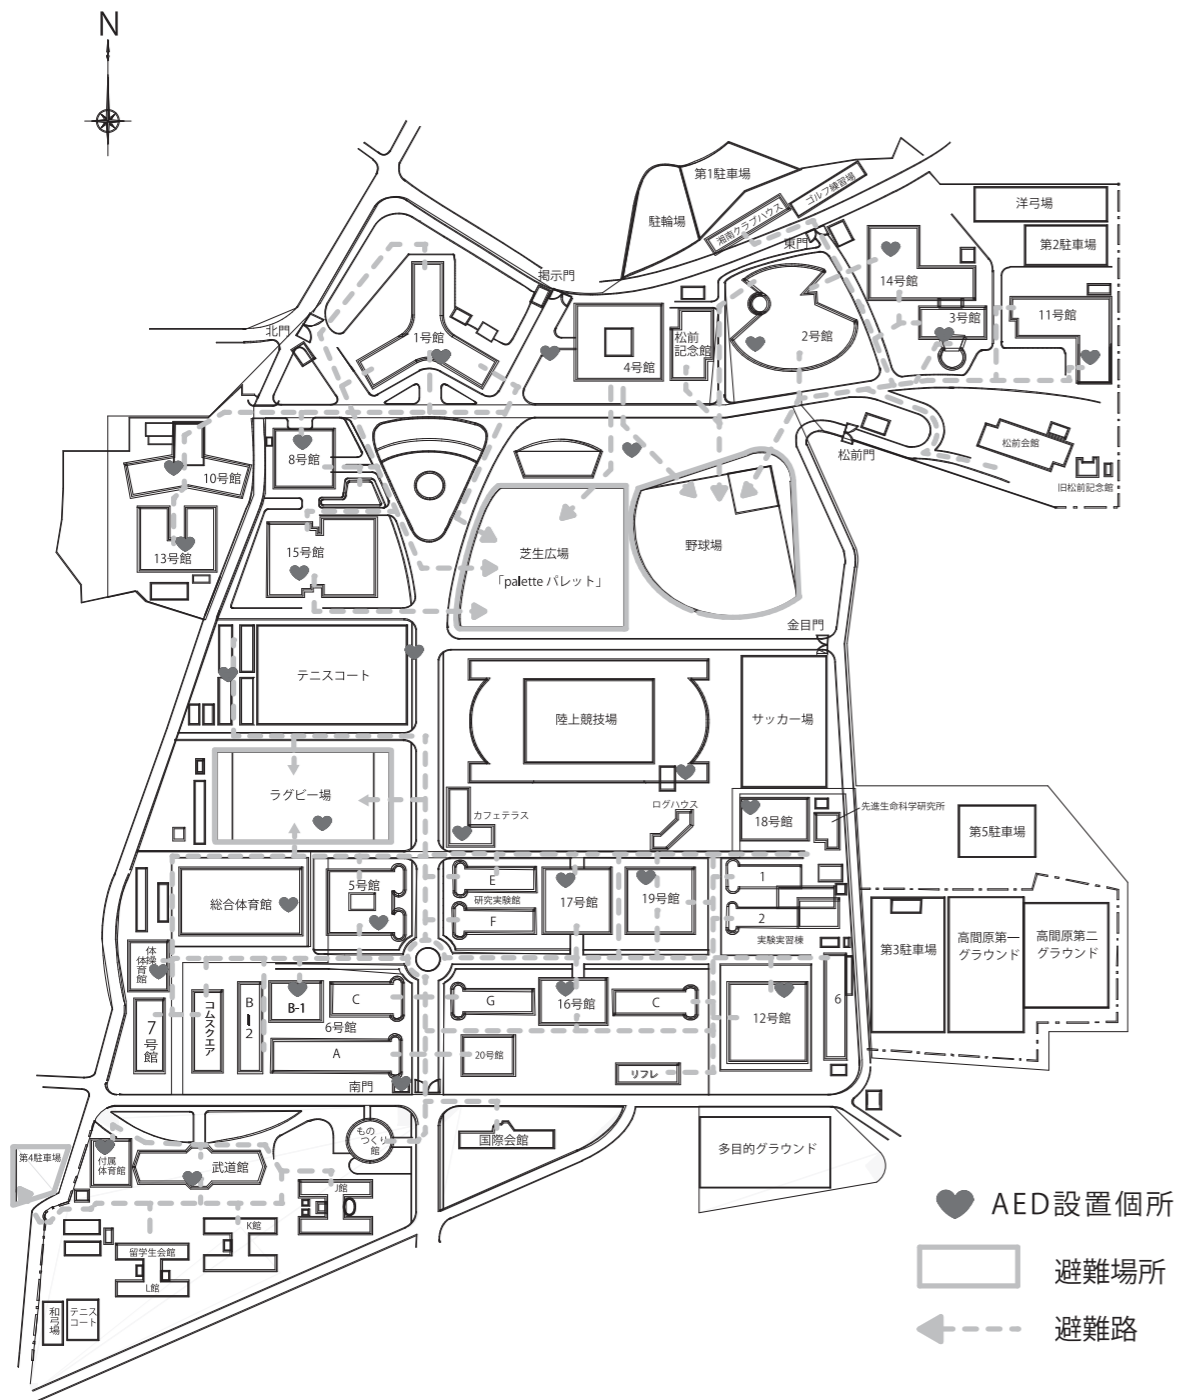 N
第1駐車場
ゴルフ練習場
湘南クラブハウス
駐輪場
東門
洋弓場
第2駐車場
14号館
掲示門
3号館
11号館
北門
1号館
松前
記念館
4号館
2号館
松前門
松前会館
旧松前記念館
8号館
10号館
15号館
13号館
芝生広場
「palette パレット」
野球場
金目門
テニスコート
陸上競技場
サッカー場
ラグビー場
カフェテラス
ログハウス
18号館
先進生命科学研究所
第5駐車場
総合体育館
5号館
E
研究実験館
F
17号館
19号館
1
2
実験実習棟
第3駐車場
高間原第一
グラウンド
高間原第二
グラウンド
体操
体育館
7号館
コムスクエア
B-2
B-1
C
6号館
A
G
16号館
C
12号館
6
20号館
リフレ
南門
もの
つくり
館
国際会館
多目的グラウンド
第4駐車場
付属
体育館
武道館
J館
K館
留学生会館
L館
和弓場
テニス
コート
AED設置個所
避難場所
避難路